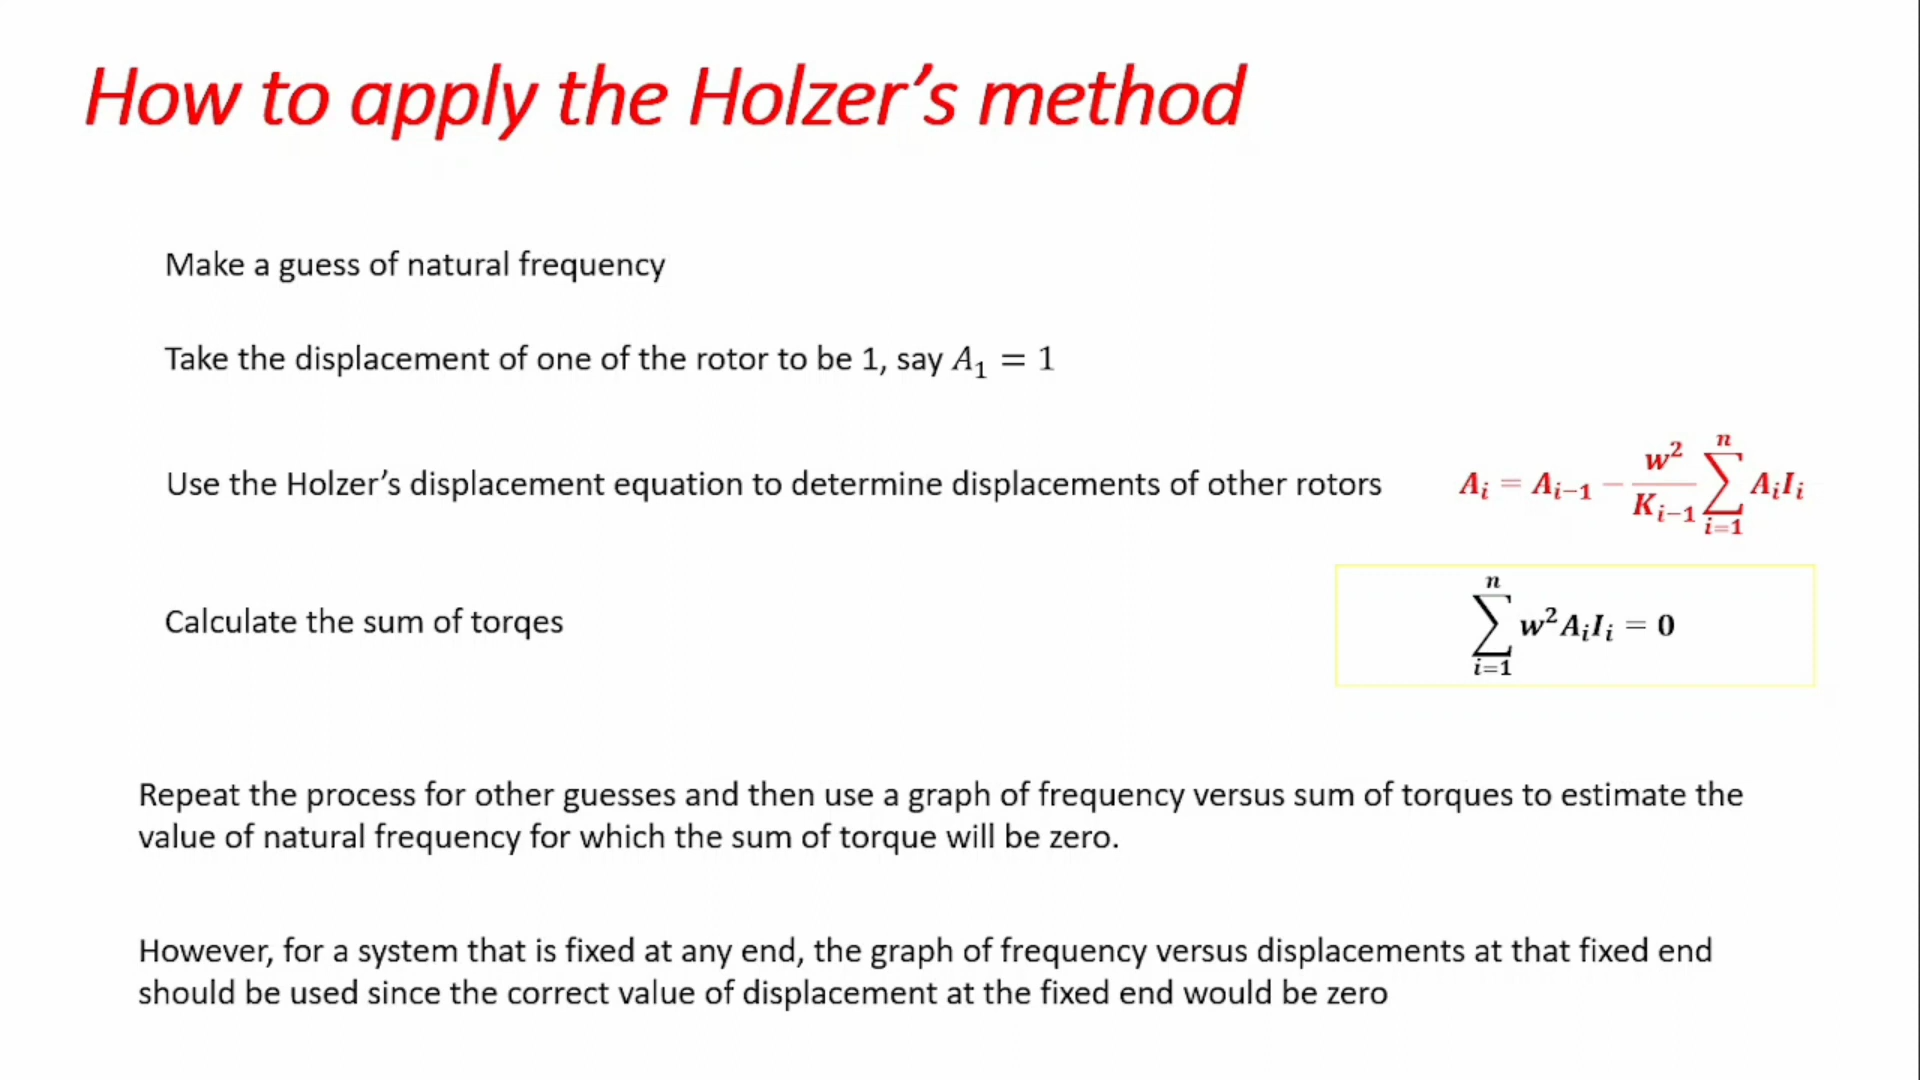 How to apply the Holzer’s method
Make a guess of natural frequency
Take the displacement of one of the rotor to be 1, say A₁ = 1
Use the Holzer’s displacement equation to determine displacements of other rotors
$A_i = A_{i-1} - \frac{w^2}{K_{i-1}} \sum_{i=1}^{n} A_i I_i$
Calculate the sum of torqes
$\sum_{i=1}^{n} w^2 A_i I_i = 0$
Repeat the process for other guesses and then use a graph of frequency versus sum of torques to estimate the
value of natural frequency for which the sum of torque will be zero.
However, for a system that is fixed at any end, the graph of frequency versus displacements at that fixed end
should be used since the correct value of displacement at the fixed end would be zero